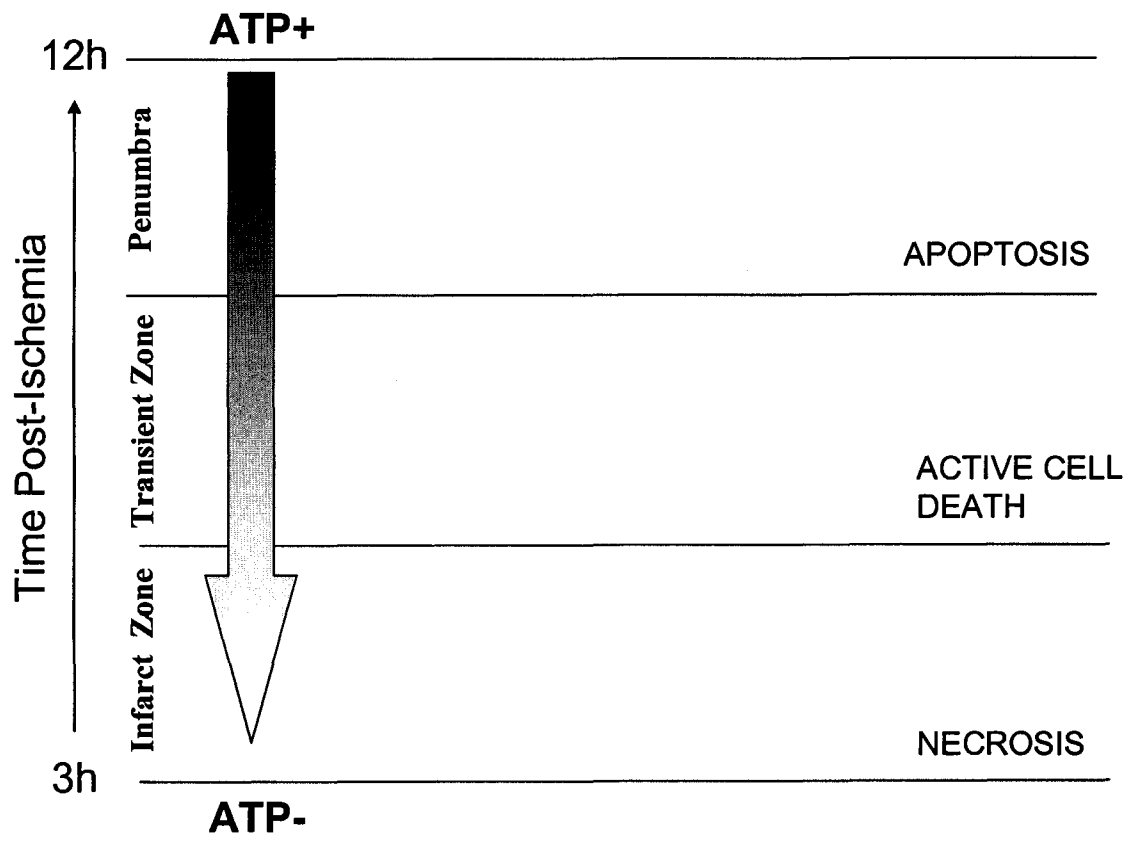 ATP+
12h
Penumbra
APOPTOSIS
Time Post-Ischemia
Transient Zone
ACTIVE CELL
DEATH
Infarct Zone
NECROSIS
3h
ATP-